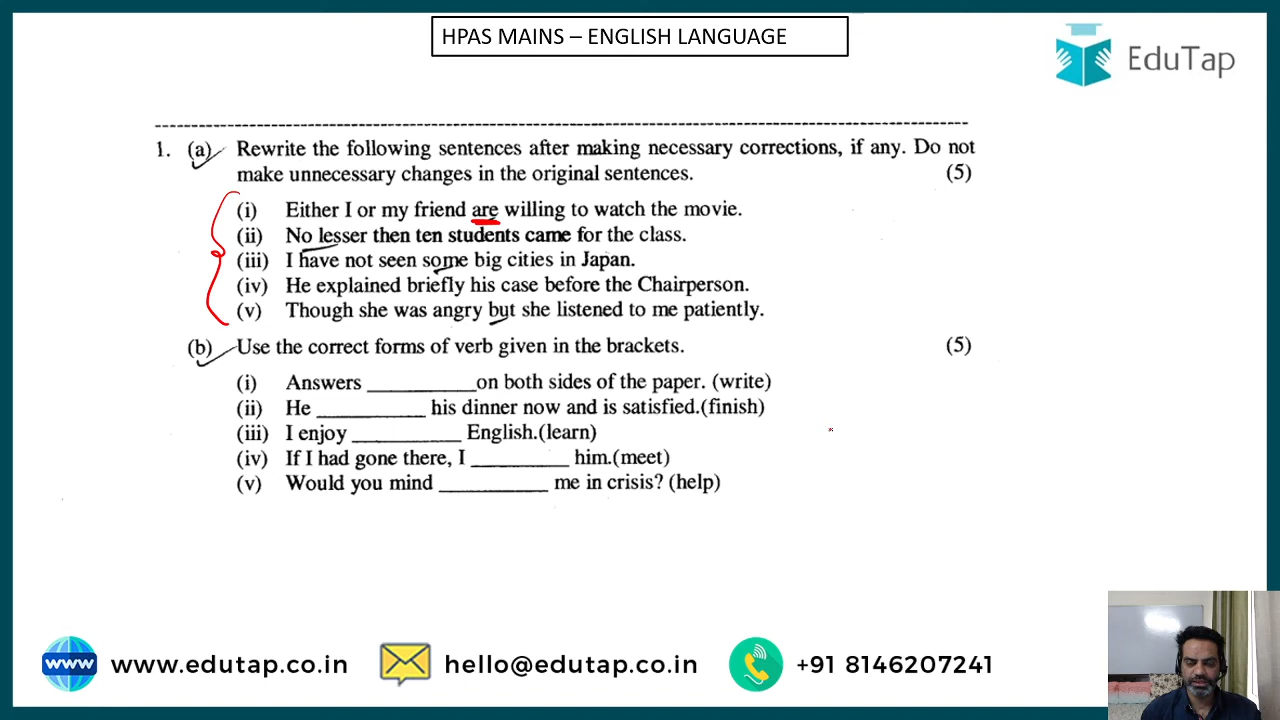 HPAS MAINS – ENGLISH LANGUAGE
EduTap
1. (a) Rewrite the following sentences after making necessary corrections, if any. Do not
make unnecessary changes in the original sentences. (5)
(i) Either I or my friend are willing to watch the movie.
(ii) No lesser then ten students came for the class.
(iii) I have not seen some big cities in Japan.
(iv) He explained briefly his case before the Chairperson.
(v) Though she was angry but she listened to me patiently.
(b) Use the correct forms of verb given in the brackets. (5)
(i) Answers __________ on both sides of the paper. (write)
(ii) He __________ his dinner now and is satisfied.(finish)
(iii) I enjoy __________ English.(learn)
(iv) If I had gone there, I _________ him.(meet)
(v) Would you mind __________ me in crisis? (help)
www www.edutap.co.in hello@edutap.co.in +91 8146207241